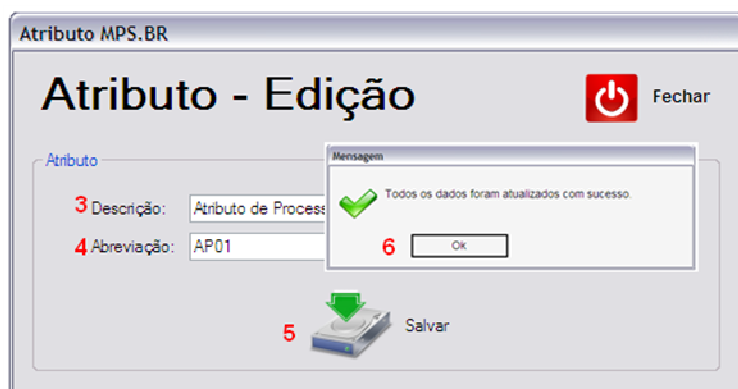 Atributo MPS.BR
Atributo - Edição
Fechar
Atributo
Mensagem
Todos os dados foram atualizados com sucesso.
3 Descrição: Atributo de Process
4 Abreviação: AP01
6 Ok
5 Salvar